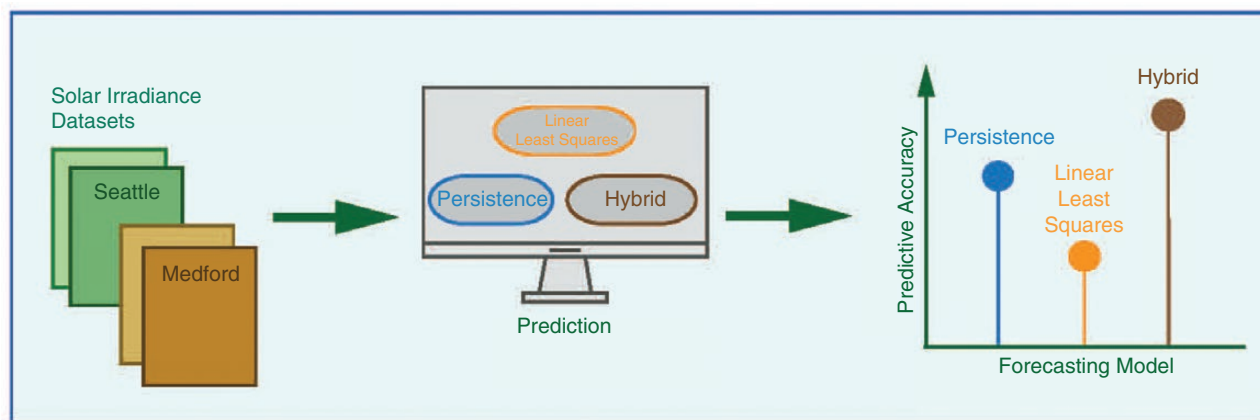 Solar Irradiance
Datasets
Seattle
Medford
Linear
Least Squares
Persistence
Hybrid
Prediction
Predictive Accuracy
Persistence
Linear
Least
Squares
Hybrid
Forecasting Model